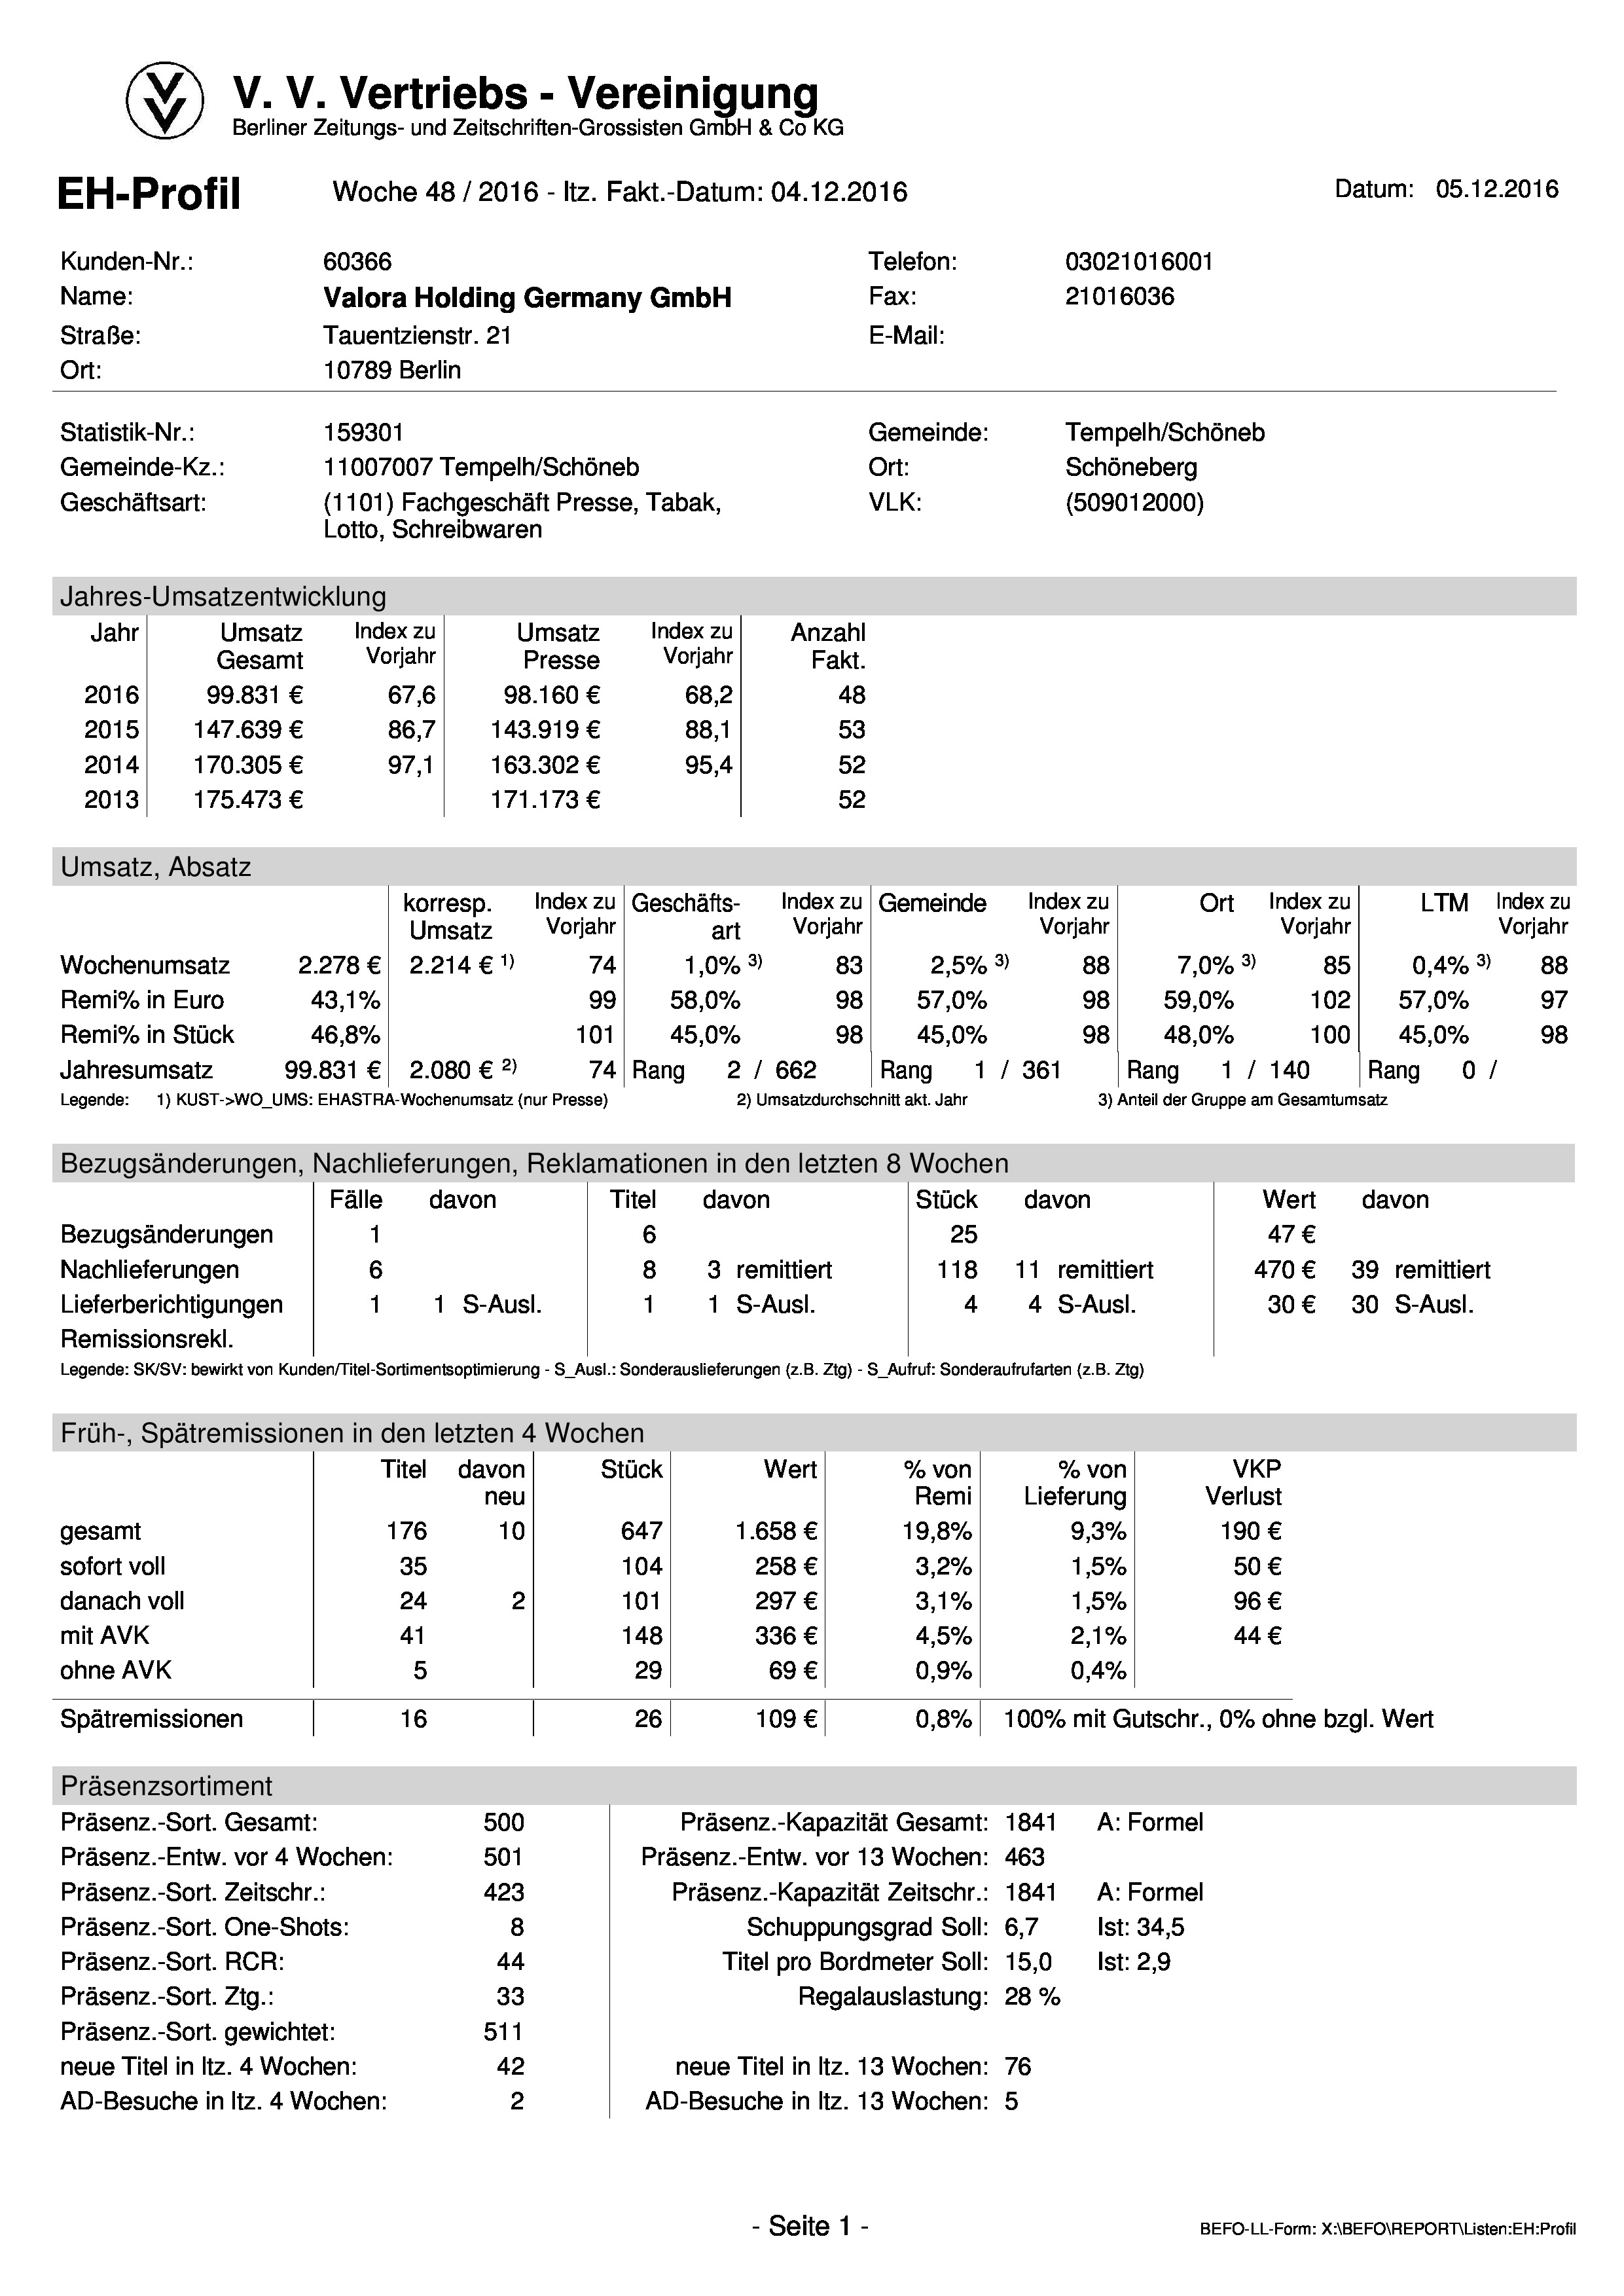 V. V. Vertriebs - Vereinigung
Berliner Zeitungs- und Zeitschriften-Grossisten GmbH & Co KG
EH-Profil Woche 48 / 2016 - ltz. Fakt.-Datum: 04.12.2016 Datum: 05.12.2016
Kunden-Nr.: 60366 Telefon: 03021016001
Name: Valora Holding Germany GmbH Fax: 21016036
Straße: Tauentzienstr. 21 E-Mail:
Ort: 10789 Berlin
Statistik-Nr.: 159301 Gemeinde: Tempelh/Schöneb
Gemeinde-Kz.: 11007007 Tempelh/Schöneb Ort: Schöneberg
Geschäftsart: (1101) Fachgeschäft Presse, Tabak, VLK: (509012000)
Lotto, Schreibwaren
Jahres-Umsatzentwicklung
Jahr Umsatz Index zu Umsatz Index zu Anzahl
Gesamt Vorjahr Presse Vorjahr Fakt.
2016 99.831 € 67,6 98.160 € 68,2 48
2015 147.639 € 86,7 143.919 € 88,1 53
2014 170.305 € 97,1 163.302 € 95,4 52
2013 175.473 € 171.173 € 52
Umsatz, Absatz
korresp. Index zu Geschäfts- Index zu Gemeinde Index zu Ort Index zu LTM Index zu
Umsatz Vorjahr art Vorjahr Vorjahr Vorjahr Vorjahr
Wochenumsatz 2.278 € 2.214 € 1) 74 1,0% 3) 83 2,5% 3) 88 7,0% 3) 85 0,4% 3) 88
Remi% in Euro 43,1% 99 58,0% 98 57,0% 98 59,0% 102 57,0% 97
Remi% in Stück 46,8% 101 45,0% 98 45,0% 98 48,0% 100 45,0% 98
Jahresumsatz 99.831 € 2.080 € 2) 74 Rang 2 / 662 Rang 1 / 361 Rang 1 / 140 Rang 0 /
Legende: 1) KUST->WO_UMS: EHASTRA-Wochenumsatz (nur Presse) 2) Umsatzdurchschnitt akt. Jahr 3) Anteil der Gruppe am Gesamtumsatz
Bezugsänderungen, Nachlieferungen, Reklamationen in den letzten 8 Wochen
Fälle davon Titel davon Stück davon Wert davon
Bezugsänderungen 1 6 25 47 €
Nachlieferungen 6 8 3 remittiert 118 11 remittiert 470 € 39 remittiert
Lieferberichtigungen 1 1 S-Ausl. 1 1 S-Ausl. 4 4 S-Ausl. 30 € 30 S-Ausl.
Remissionsrekl.
Legende: SK/SV: bewirkt von Kunden/Titel-Sortimentsoptimierung - S_Ausl.: Sonderauslieferungen (z.B. Ztg) - S_Aufruf: Sonderaufrufarten (z.B. Ztg)
Früh-, Spätremissionen in den letzten 4 Wochen
Titel davon Stück Wert % von % von VKP
neu Remi Lieferung Verlust
gesamt 176 10 647 1.658 € 19,8% 9,3% 190 €
sofort voll 35 104 258 € 3,2% 1,5% 50 €
danach voll 24 2 101 297 € 3,1% 1,5% 96 €
mit AVK 41 148 336 € 4,5% 2,1% 44 €
ohne AVK 5 29 69 € 0,9% 0,4%
Spätremissionen 16 26 109 € 0,8% 100% mit Gutschr., 0% ohne bzgl. Wert
Präsenzsortiment
Präsenz.-Sort. Gesamt: 500 Präsenz.-Kapazität Gesamt: 1841 A: Formel
Präsenz.-Entw. vor 4 Wochen: 501 Präsenz.-Entw. vor 13 Wochen: 463
Präsenz.-Sort. Zeitschr.: 423 Präsenz.-Kapazität Zeitschr.: 1841 A: Formel
Präsenz.-Sort. One-Shots: 8 Schuppungsgrad Soll: 6,7 Ist: 34,5
Präsenz.-Sort. RCR: 44 Titel pro Bordmeter Soll: 15,0 Ist: 2,9
Präsenz.-Sort. Ztg.: 33 Regalauslastung: 28 %
Präsenz.-Sort. gewichtet: 511
neue Titel in ltz. 4 Wochen: 42 neue Titel in ltz. 13 Wochen: 76
AD-Besuche in ltz. 4 Wochen: 2 AD-Besuche in ltz. 13 Wochen: 5
- Seite 1 - BEFO-LL-Form: X:\BEFO\REPORT\Listen:EH:Profil